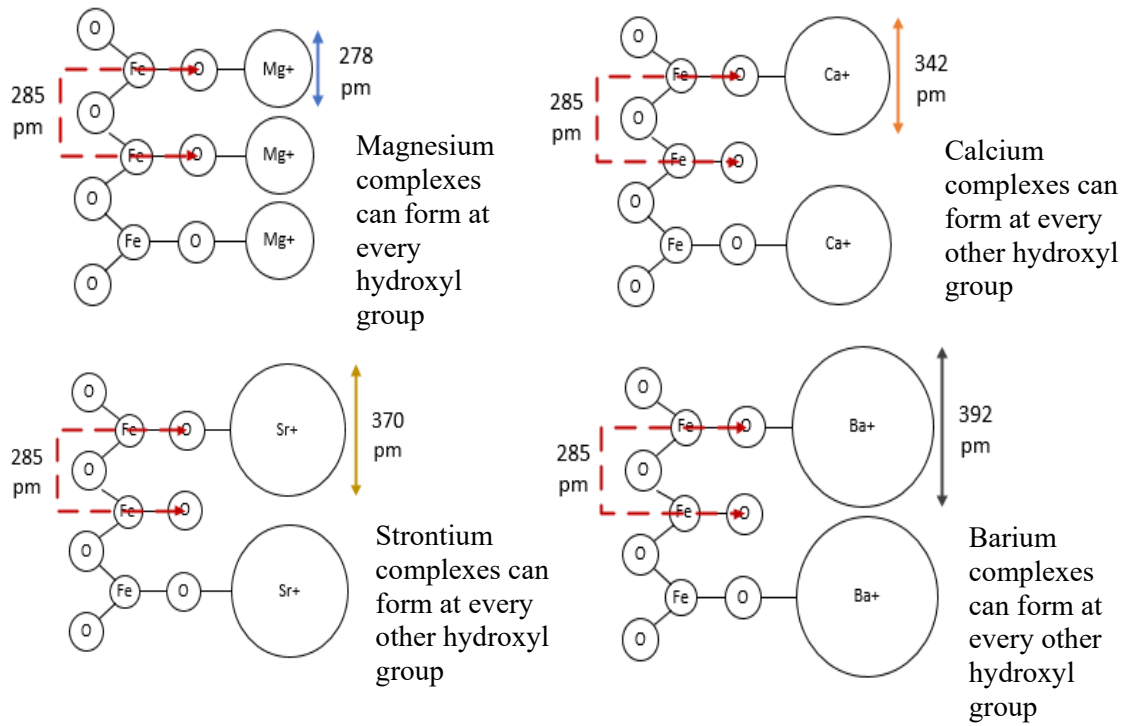 O
Fe
O
Mg+
278
pm
285
pm
O
Fe
O
Mg+
O
Fe
O
Mg+
O
Magnesium
complexes
can form at
every
hydroxyl
group
O
Fe
O
Ca+
342
pm
285
pm
O
Fe
O
O
Fe
O
Ca+
O
Calcium
complexes can
form at every
other hydroxyl
group
O
Fe
O
Sr+
370
pm
285
pm
O
Fe
O
O
Fe
O
Sr+
O
Strontium
complexes can
form at every
other hydroxyl
group
O
Fe
O
Ba+
392
pm
285
pm
O
Fe
O
O
Fe
O
Ba+
O
Barium
complexes
can form at
every other
hydroxyl
group